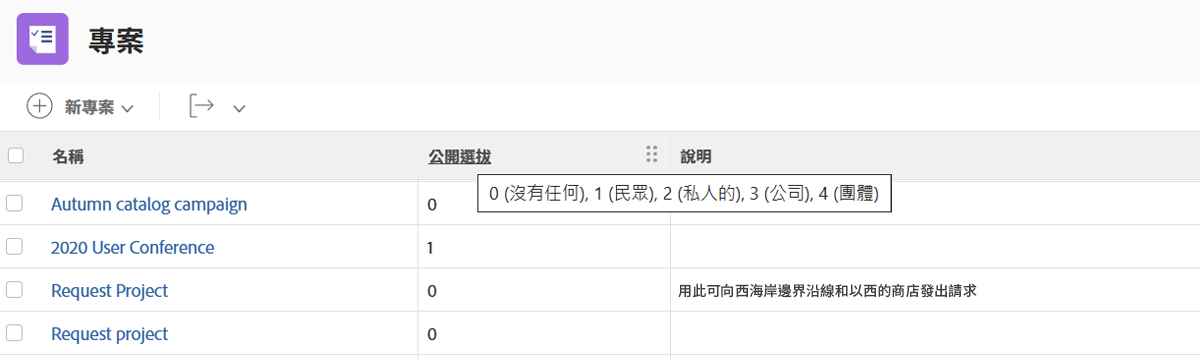 專案
新專案
名稱 公開選拔 說明
0 (沒有任何), 1 (民眾), 2 (私人的), 3 (公司), 4 (團體)
Autumn catalog campaign 0
2020 User Conference 1
Request Project 0 用此可向西海岸邊界沿線和以西的商店發出請求
Request project 0